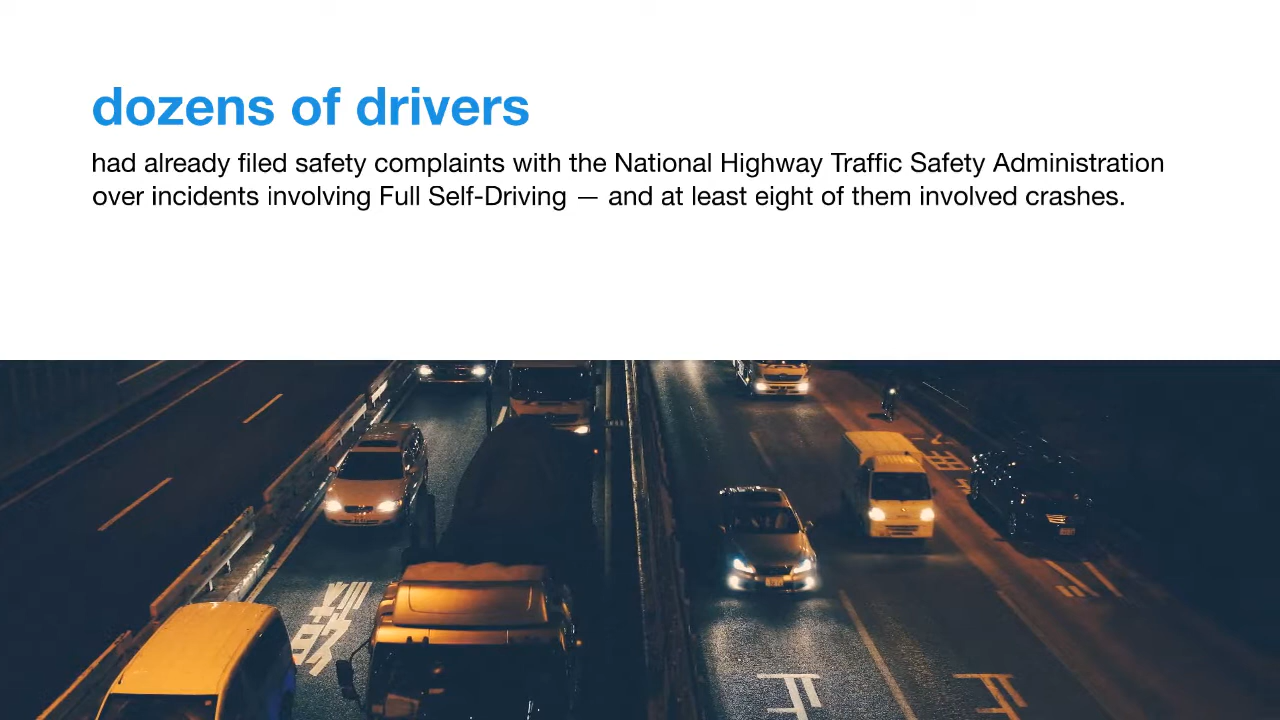 dozens of drivers
had already filed safety complaints with the National Highway Traffic Safety Administration
over incidents involving Full Self-Driving — and at least eight of them involved crashes.